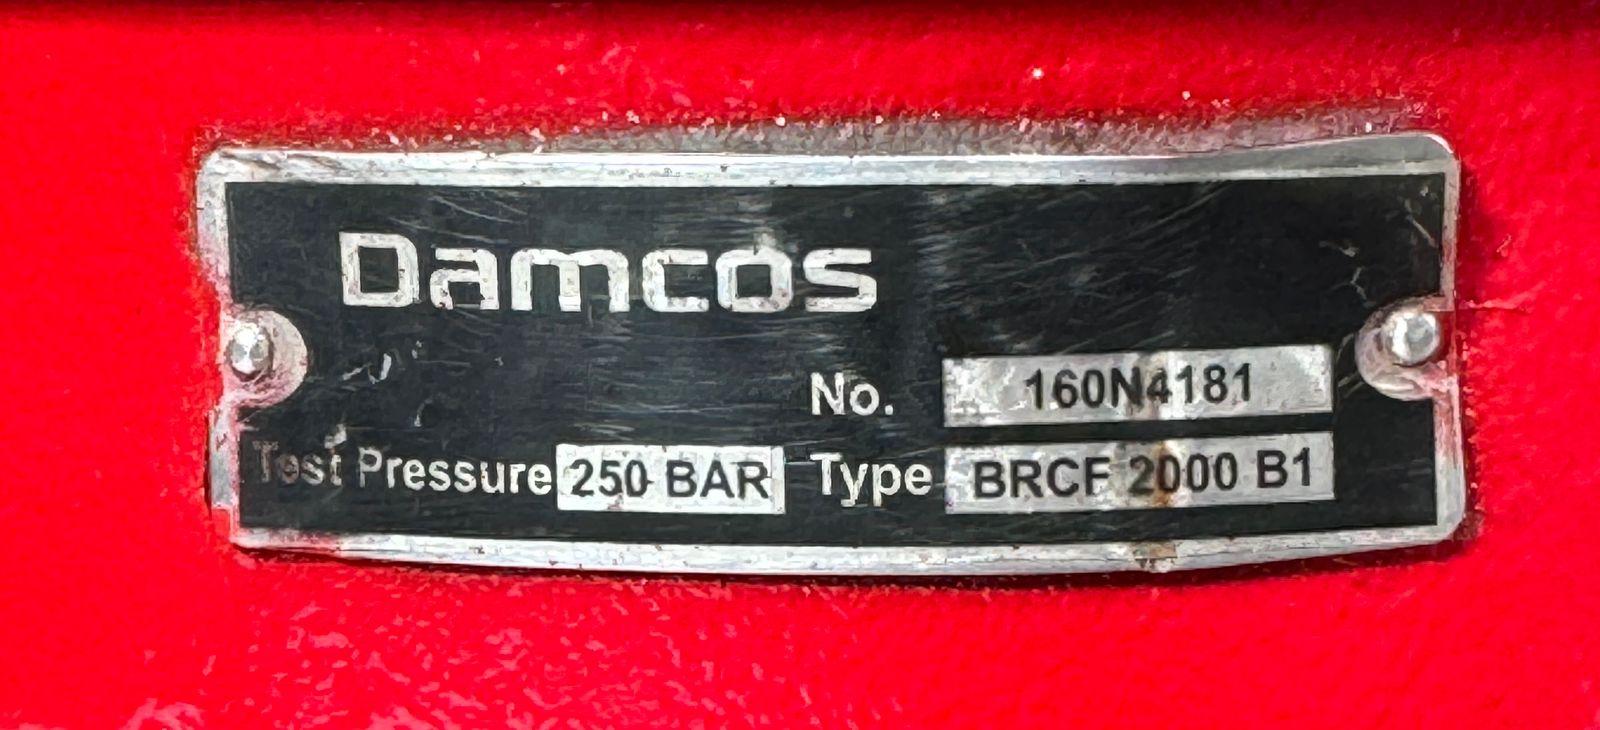 Damcos
No. 160N4181
Test Pressure 250 BAR Type BRCF 2000 B1